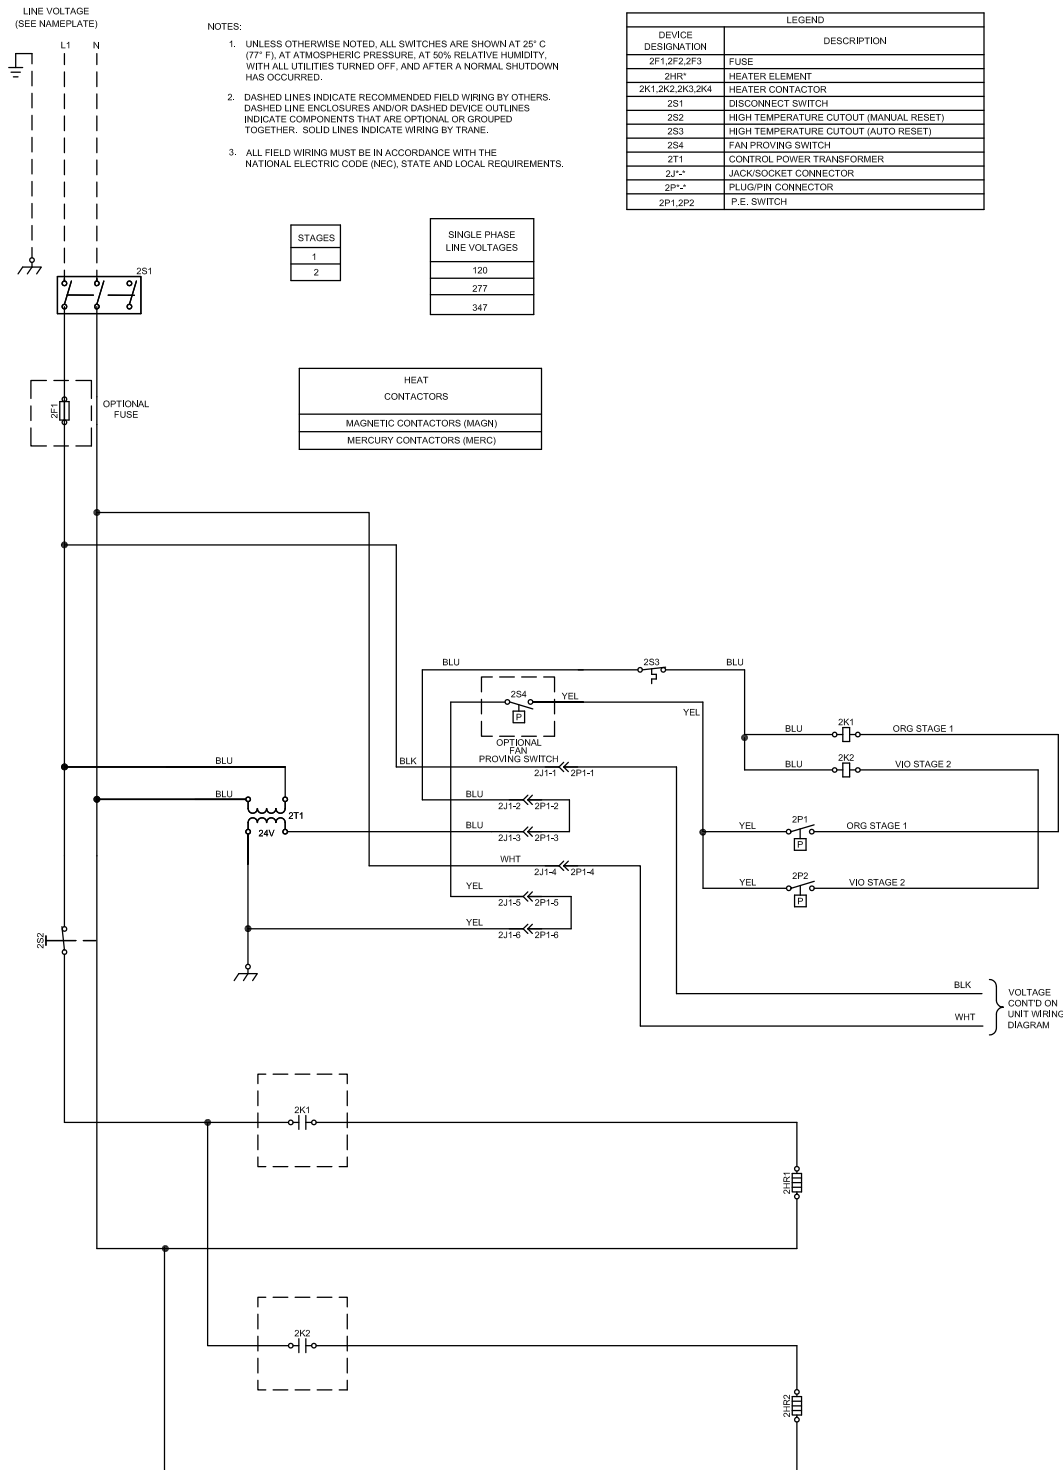 LINE VOLTAGE
(SEE NAMEPLATE)
L1
N
NOTES:
1. UNLESS OTHERWISE NOTED, ALL SWITCHES ARE SHOWN AT 25° C
(77° F), AT ATMOSPHERIC PRESSURE, AT 50% RELATIVE HUMIDITY,
WITH ALL UTILITIES TURNED OFF, AND AFTER A NORMAL SHUTDOWN
HAS OCCURRED.
2. DASHED LINES INDICATE RECOMMENDED FIELD WIRING BY OTHERS.
DASHED LINE ENCLOSURES AND/OR DASHED DEVICE OUTLINES
INDICATE COMPONENTS THAT ARE OPTIONAL OR GROUPED
TOGETHER. SOLID LINES INDICATE WIRING BY TRANE.
3. ALL FIELD WIRING MUST BE IN ACCORDANCE WITH THE
NATIONAL ELECTRIC CODE (NEC), STATE AND LOCAL REQUIREMENTS.
LEGEND
DEVICE
DESIGNATION
DESCRIPTION
2F1,2F2,2F3 FUSE
2HR* HEATER ELEMENT
2K1,2K2,2K3,2K4 HEATER CONTACTOR
2S1 DISCONNECT SWITCH
2S2 HIGH TEMPERATURE CUTOUT (MANUAL RESET)
2S3 HIGH TEMPERATURE CUTOUT (AUTO RESET)
2S4 FAN PROVING SWITCH
2T1 CONTROL POWER TRANSFORMER
2J*-* JACK/SOCKET CONNECTOR
2P*-* PLUG/PIN CONNECTOR
2P1,2P2 P.E. SWITCH
STAGES
1
2
SINGLE PHASE
LINE VOLTAGES
120
277
347
2S1
HEAT
CONTACTORS
MAGNETIC CONTACTORS (MAGN)
MERCURY CONTACTORS (MERC)
2F1
OPTIONAL
FUSE
BLU
2S3
BLU
2S4
P
YEL
OPTIONAL
FAN
PROVING SWITCH
YEL
BLU
2K1
ORG STAGE 1
BLU
2K2
VIO STAGE 2
BLU
BLK
2J1-1
2P1-1
BLU
BLU
2J1-2
2P1-2
2T1
24V
BLU
2J1-3
2P1-3
YEL
2P1
P
ORG STAGE 1
WHT
2J1-4
2P1-4
YEL
2P2
P
VIO STAGE 2
YEL
2J1-5
2P1-5
YEL
2J1-6
2P1-6
2S2
BLK
WHT
VOLTAGE
CONT'D ON
UNIT WIRING
DIAGRAM
2K1
2HR1
2K2
2HR2